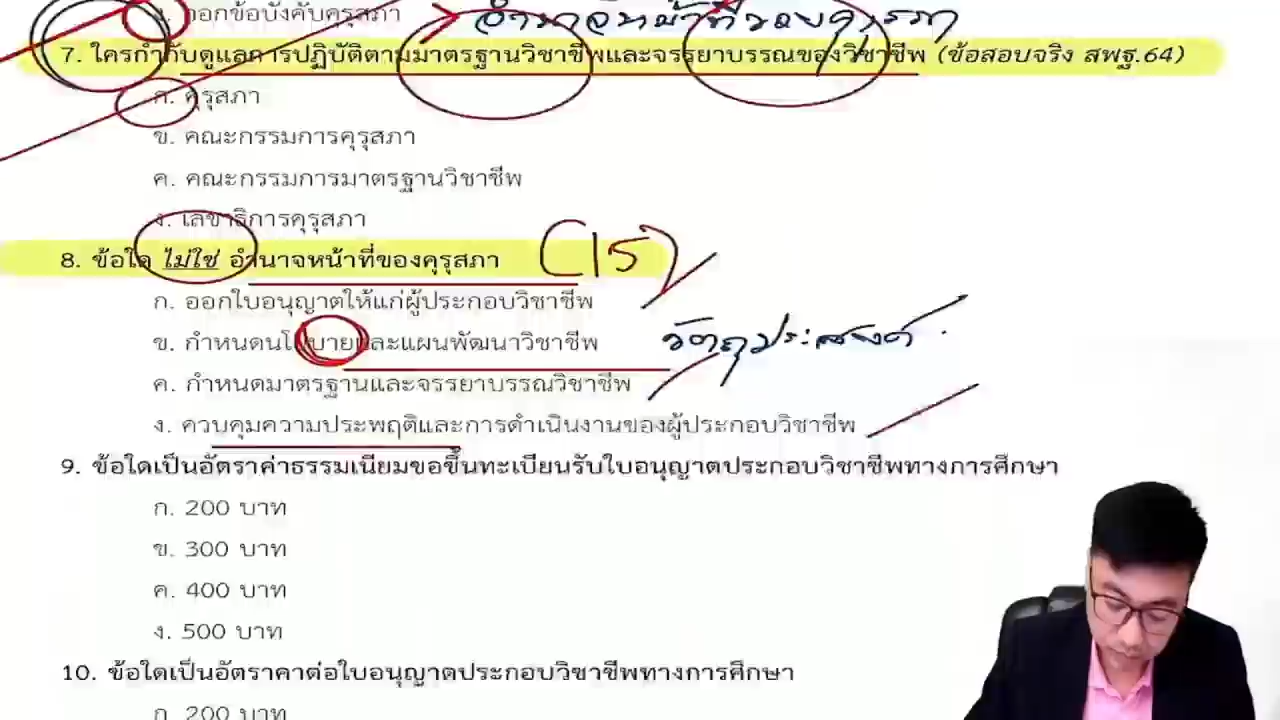 ง. ออกข้อบังคับคุรุสภา อำนาจหน้าที่ของคุรุสภา
7. ใครกำกับดูแลการปฏิบัติตามมาตรฐานวิชาชีพและจรรยาบรรณของวิชาชีพ (ข้อสอบจริง สพฐ.64)
ก. คุรุสภา
ข. คณะกรรมการคุรุสภา
ค. คณะกรรมการมาตรฐานวิชาชีพ
ง. เลขาธิการคุรุสภา
8. ข้อใด ไม่ใช่ อำนาจหน้าที่ของคุรุสภา (15)
ก. ออกใบอนุญาตให้แก่ผู้ประกอบวิชาชีพ
ข. กำหนดนโยบายและแผนพัฒนาวิชาชีพ วัตถุประสงค์
ค. กำหนดมาตรฐานและจรรยาบรรณวิชาชีพ
ง. ควบคุมความประพฤติและการดำเนินงานของผู้ประกอบวิชาชีพ
9. ข้อใดเป็นอัตราค่าธรรมเนียมขอขึ้นทะเบียนรับใบอนุญาตประกอบวิชาชีพทางการศึกษา
ก. 200 บาท
ข. 300 บาท
ค. 400 บาท
ง. 500 บาท
10. ข้อใดเป็นอัตราคาต่อใบอนุญาตประกอบวิชาชีพทางการศึกษา
ก. 200 บาท